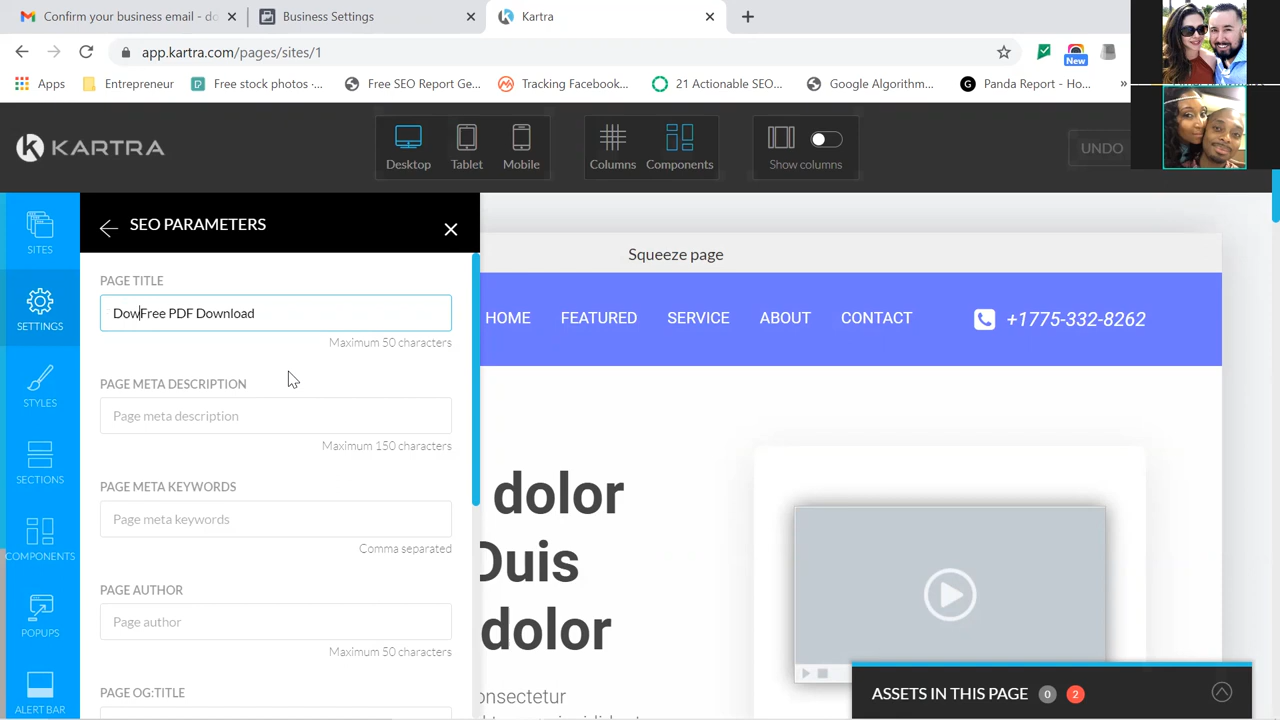 Confirm your business email - do
Business Settings
Kartra
app.kartra.com/pages/sites/1
New
Apps
Entrepreneur
Free stock photos ·...
Free SEO Report Ge
Facebook...
21 Actionable SEO...
Google Algorithm...
Panda Report - Ho...
»
KARTRA
Desktop
Tablet
Mobile
Columns
Components
Show columns
UNDO
SITES
SETTINGS
STYLES
SECTIONS
COMPONENTS
POPUPS
ALERT BAR
SEO PARAMETERS
PAGE TITLE
DowFree PDF Download
Maximum 50 characters
PAGE META DESCRIPTION
Page meta description
Maximum 150 characters
PAGE META KEYWORDS
Page meta keywords
Comma separated
PAGE AUTHOR
Page author
Maximum 50 characters
PAGE OG:TITLE
Squeeze page
HOME
FEATURED
SERVICE
ABOUT
CONTACT
+1775-332-8262
dolor
Duis
dolor
onsectetur
ASSETS IN THIS PAGE 0 2